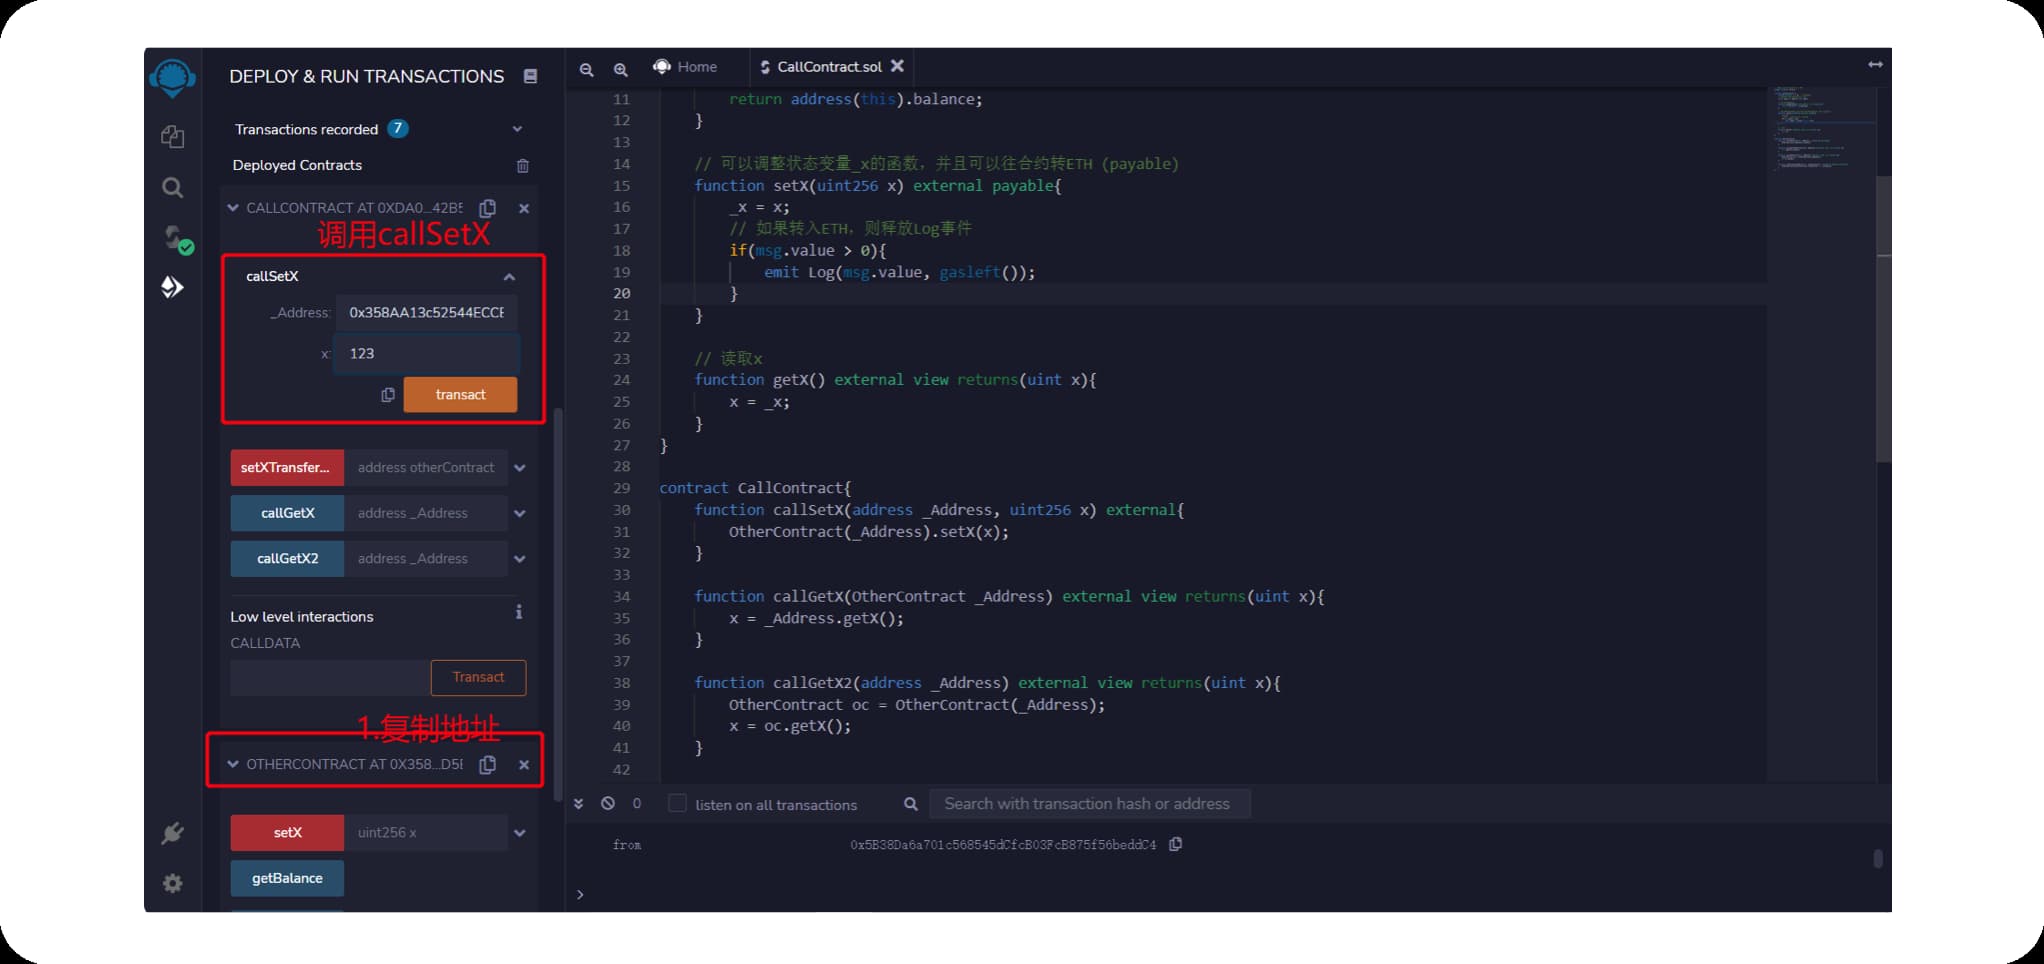 DEPLOY & RUN TRANSACTIONS
Transactions recorded 7
Deployed Contracts
CALLCONTRACT AT 0XDA0...42B5
调用callSetX
callSetX
_Address: 0x358AA13c52544ECCE
x: 123
transact
setXTransfer... address otherContract
callGetX address _Address
callGetX2 address _Address
Low level interactions
CALLDATA
Transact
1.复制地址
OTHERCONTRACT AT 0X358...D5E
setX uint256 x
getBalance
Home
CallContract.sol
11 return address(this).balance;
12 }
13
14 // 可以调整状态变量_x的函数，并且可以往合约转ETH (payable)
15 function setX(uint256 x) external payable{
16 _x = x;
17 // 如果转入ETH，则释放Log事件
18 if(msg.value > 0){
19 emit Log(msg.value, gasleft());
20 }
21 }
22
23 // 读取x
24 function getX() external view returns(uint x){
25 x = _x;
26 }
27 }
28
29 contract CallContract{
30 function callSetX(address _Address, uint256 x) external{
31 OtherContract(_Address).setX(x);
32 }
33
34 function callGetX(OtherContract _Address) external view returns(uint x){
35 x = _Address.getX();
36 }
37
38 function callGetX2(address _Address) external view returns(uint x){
39 OtherContract oc = OtherContract(_Address);
40 x = oc.getX();
41 }
42
0 listen on all transactions Search with transaction hash or address
from 0x5B38Da6a701c568545dCfcB03FcB875f56beddC4
>